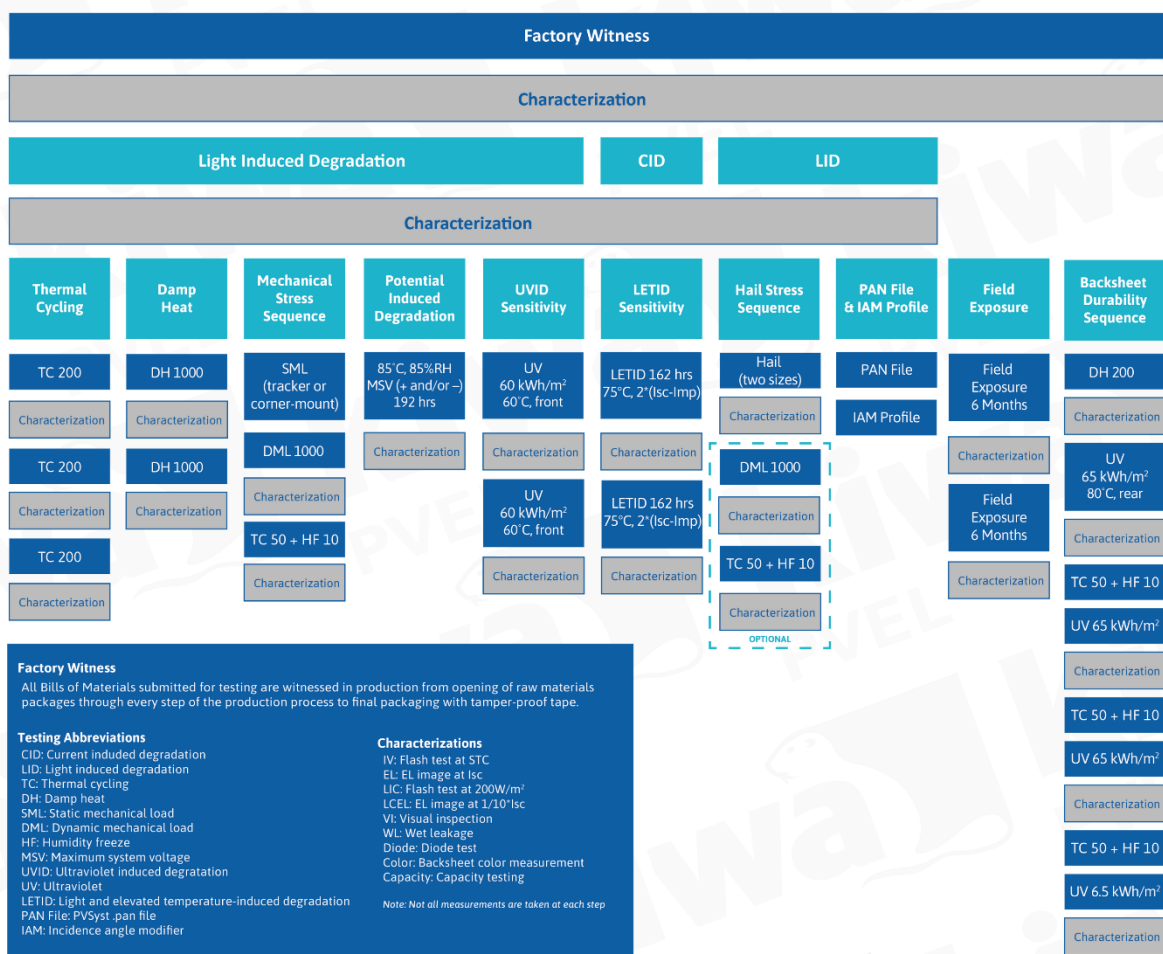 Factory Witness
Characterization
Light Induced Degradation
CID
LID
Characterization
Thermal
Cycling
TC 200
Characterization
TC 200
Characterization
TC 200
Characterization
Damp
Heat
DH 1000
Characterization
DH 1000
Characterization
Mechanical
Stress
Sequence
SML
(tracker or
corner-mount)
DML 1000
Characterization
TC 50 + HF 10
Characterization
Potential
Induced
Degradation
85°C, 85%RH
MSV (+ and/or –)
192 hrs
Characterization
UVID
Sensitivity
UV
60 kWh/m²
60°C, front
Characterization
UV
60 kWh/m²
60°C, front
Characterization
LETID
Sensitivity
LETID 162 hrs
75°C, 2*(Isc-Imp)
Characterization
LETID 162 hrs
75°C, 2*(Isc-Imp)
Characterization
Hail Stress
Sequence
Hail
(two sizes)
Characterization
DML 1000
Characterization
TC 50 + HF 10
Characterization
OPTIONAL
PAN File
& IAM Profile
PAN File
IAM Profile
Field
Exposure
Field
Exposure
6 Months
Characterization
Field
Exposure
6 Months
Characterization
Backsheet
Durability
Sequence
DH 200
Characterization
UV
65 kWh/m²
80°C, rear
Characterization
TC 50 + HF 10
UV 65 kWh/m²
Characterization
TC 50 + HF 10
UV 65 kWh/m²
Characterization
TC 50 + HF 10
UV 6.5 kWh/m²
Characterization
Factory Witness
All Bills of Materials submitted for testing are witnessed in production from opening of raw materials
packages through every step of the production process to final packaging with tamper-proof tape.
Testing Abbreviations
CID: Current induded degradation
LID: Light induced degradation
TC: Thermal cycling
DH: Damp heat
SML: Static mechanical load
DML: Dynamic mechanical load
HF: Humidity freeze
MSV: Maximum system voltage
UVID: Ultraviolet induced degratation
UV: Ultraviolet
LETID: Light and elevated temperature-induced degradation
PAN File: PVSyst .pan file
IAM: Incidence angle modifier
Characterizations
IV: Flash test at STC
EL: EL image at Isc
LIC: Flash test at 200W/m²
LCEL: EL image at 1/10*Isc
VI: Visual inspection
WL: Wet leakage
Diode: Diode test
Color: Backsheet color measurement
Capacity: Capacity testing
Note: Not all measurements are taken at each step
kiwa
PVEL